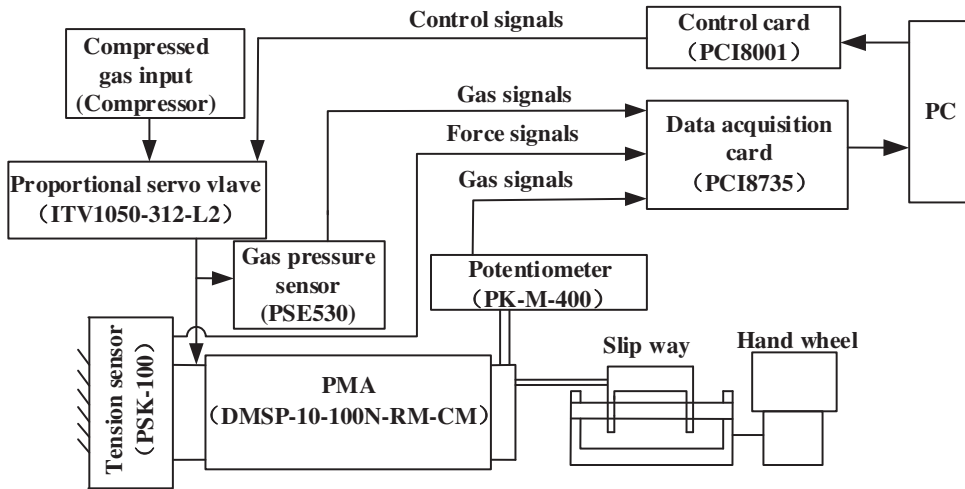 Control signals
Control card
（PCI8001）
Compressed
gas input
(Compressor)
PC
Gas signals
Data acquisition
card
（PCI8735）
Force signals
Gas signals
Proportional servo vlave
（ITV1050-312-L2）
Gas pressure
sensor
(PSE530)
Potentiometer
（PK-M-400）
Tension sensor
（PSK-100）
PMA
（DMSP-10-100N-RM-CM）
Slip way
Hand wheel